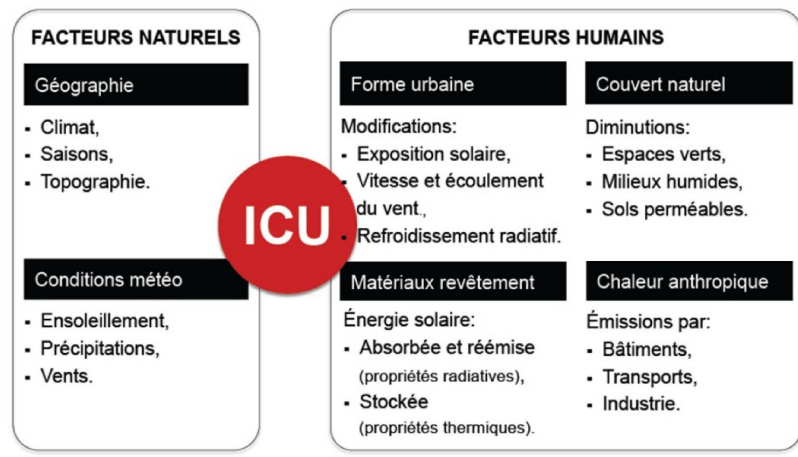 FACTEURS NATURELS
Géographie
▪ Climat,
▪ Saisons,
▪ Topographie.
Conditions météo
▪ Ensoleillement,
▪ Précipitations,
▪ Vents.
ICU
FACTEURS HUMAINS
Forme urbaine
Modifications:
▪ Exposition solaire,
▪ Vitesse et écoulement
du vent.,
▪ Refroidissement radiatif.
Couvert naturel
Diminutions:
▪ Espaces verts,
▪ Milieux humides,
▪ Sols perméables.
Matériaux revêtement
Énergie solaire:
▪ Absorbée et réémise
(propriétés radiatives),
▪ Stockée
(propriétés thermiques).
Chaleur anthropique
Émissions par:
▪ Bâtiments,
▪ Transports,
▪ Industrie.